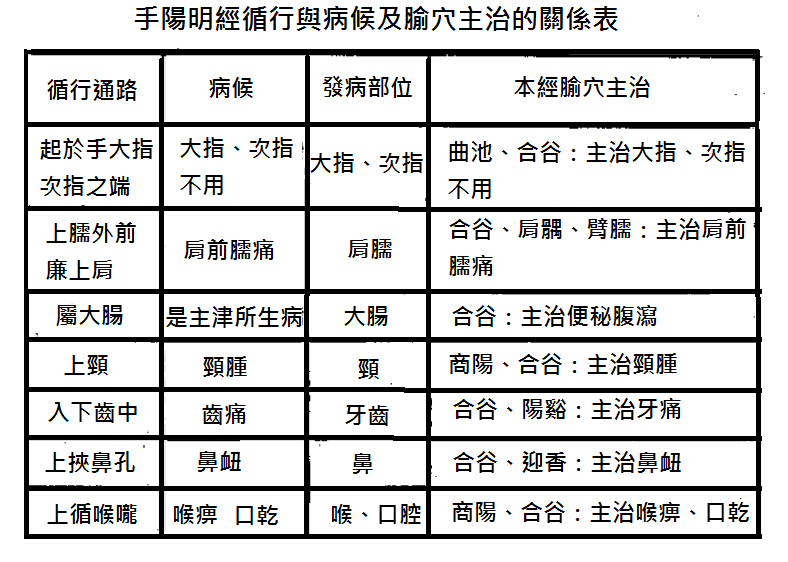 手陽明經循行與病候及腧穴主治的關係表
循行通路 病候 發病部位 本經腧穴主治
起於手大指 大指、次指 大指、次指 曲池、合谷：主治大指、次指
次指之端 不用 不用
上臑外前 肩前臑痛 肩臑 合谷、肩髃、臂臑：主治肩前
廉上肩 臑痛
屬大腸 是主津所生病 大腸 合谷：主治便秘腹瀉
上頸 頸腫 頸 商陽、合谷：主治頸腫
入下齒中 齒痛 牙齒 合谷、陽谿：主治牙痛
上挾鼻孔 鼻衄 鼻 合谷、迎香：主治鼻衄
上循喉嚨 喉痹 口乾 喉、口腔 商陽、合谷：主治喉痹、口乾